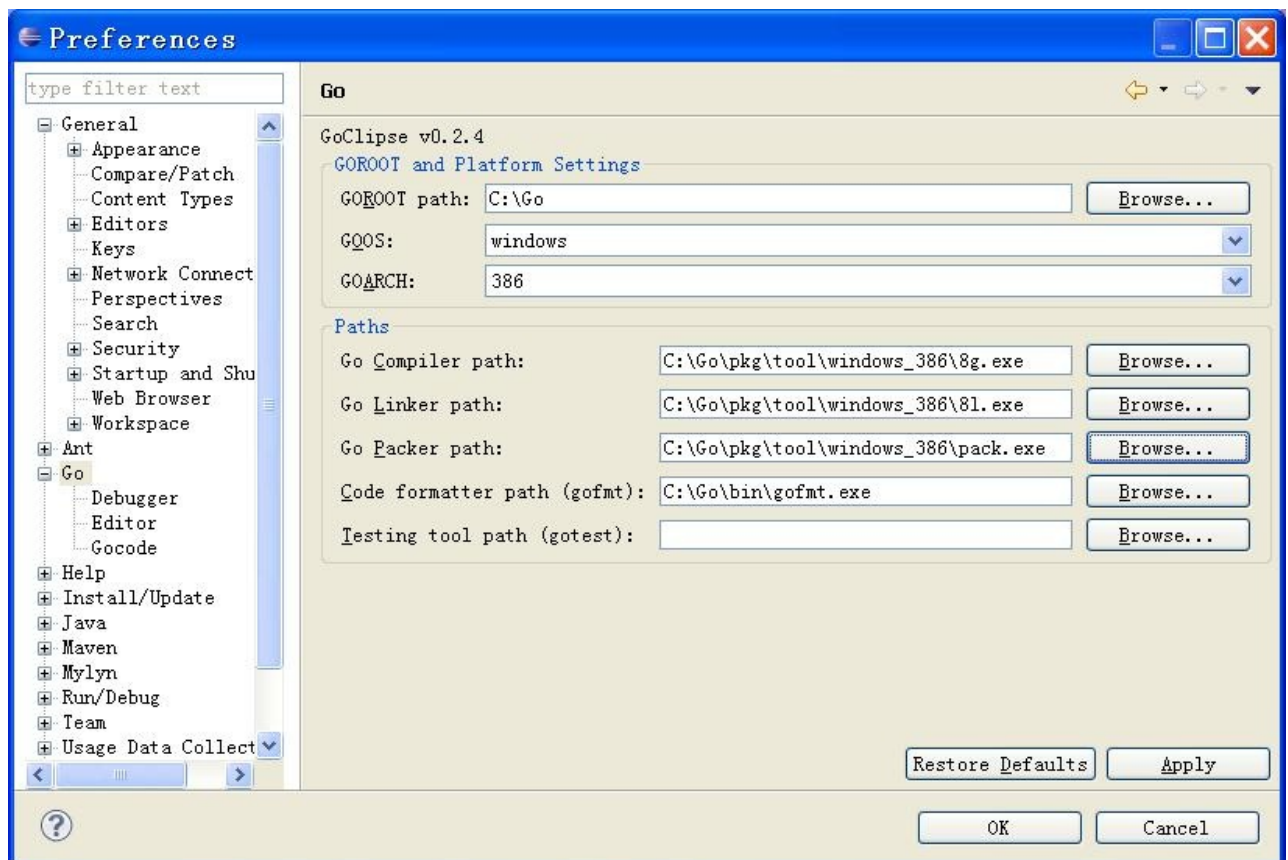 Preferences
type filter text
General
Appearance
Compare/Patch
Content Types
Editors
Keys
Network Connect
Perspectives
Search
Security
Startup and Shu
Web Browser
Workspace
Ant
Go
Debugger
Editor
Gocode
Help
Install/Update
Java
Maven
Mylyn
Run/Debug
Team
Usage Data Collect
Go
GoClipse v0.2.4
GOROOT and Platform Settings
GOROOT path: C:\Go Browse...
GOOS: windows
GOARCH: 386
Paths
Go Compiler path: C:\Go\pkg\tool\windows_386\8g.exe Browse...
Go Linker path: C:\Go\pkg\tool\windows_386\8l.exe Browse...
Go Packer path: C:\Go\pkg\tool\windows_386\pack.exe Browse...
Code formatter path (gofmt): C:\Go\bin\gofmt.exe Browse...
Testing tool path (gotest): Browse...
Restore Defaults Apply
? OK Cancel